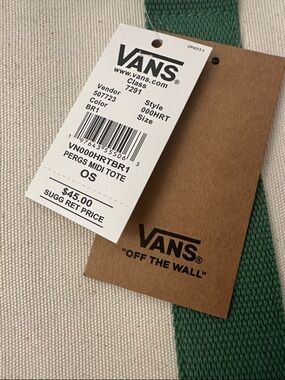 CP4313 1
VANS®
www.vans.com
Class
7291
Vendor Style
507723 000HRT
Color Size
BR1
VN000HRTBR1
PERGS MIDI TOTE
OS
$45.00
SUGG RET PRICE
VANS®
"OFF THE WALL"